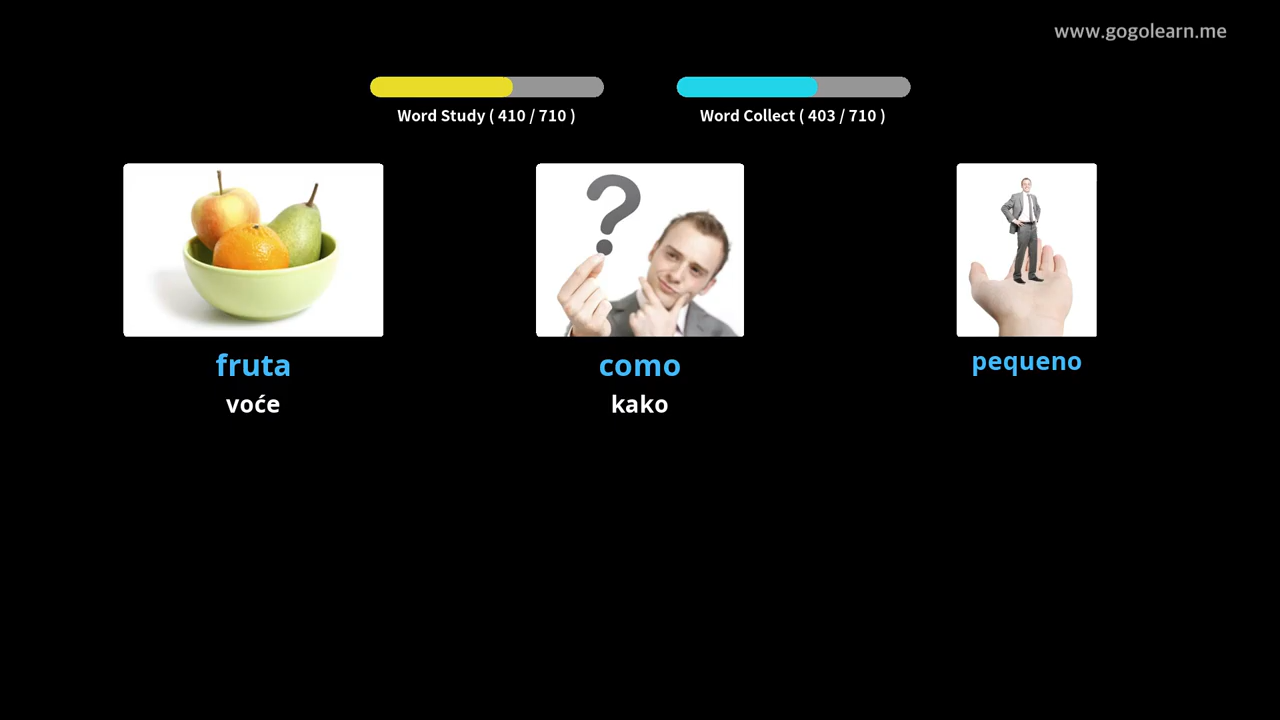 www.gogolearn.me
Word Study ( 410 / 710 )
Word Collect ( 403 / 710 )
fruta
voće
como
kako
pequeno